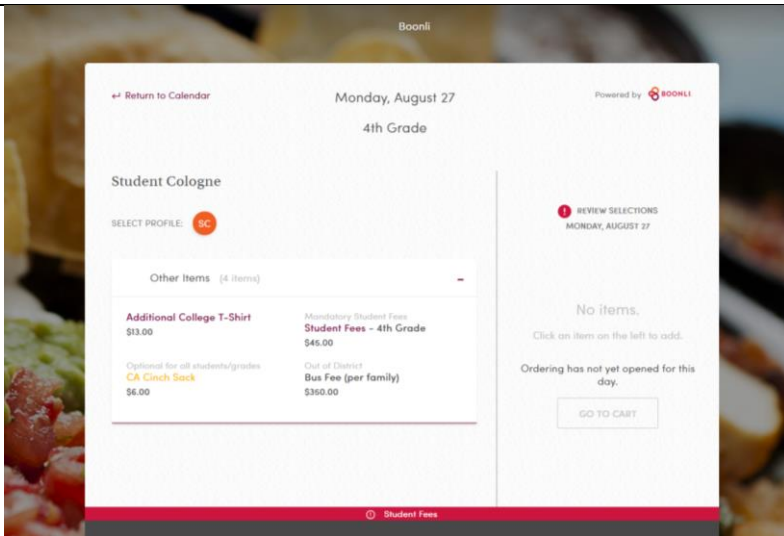 Boonli
↵ Return to Calendar
Monday, August 27
4th Grade
Powered by BOONLI
Student Cologne
SELECT PROFILE: SC
Other Items (4 items) –
Additional College T-Shirt
$13.00
Mandatory Student Fees
Student Fees - 4th Grade
$45.00
Optional for all students/grades
CA Cinch Sack
$6.00
Out of District
Bus Fee (per family)
$360.00
! REVIEW SELECTIONS
MONDAY, AUGUST 27
No items.
Click an item on the left to add.
Ordering has not yet opened for this
day.
GO TO CART
Student Fees